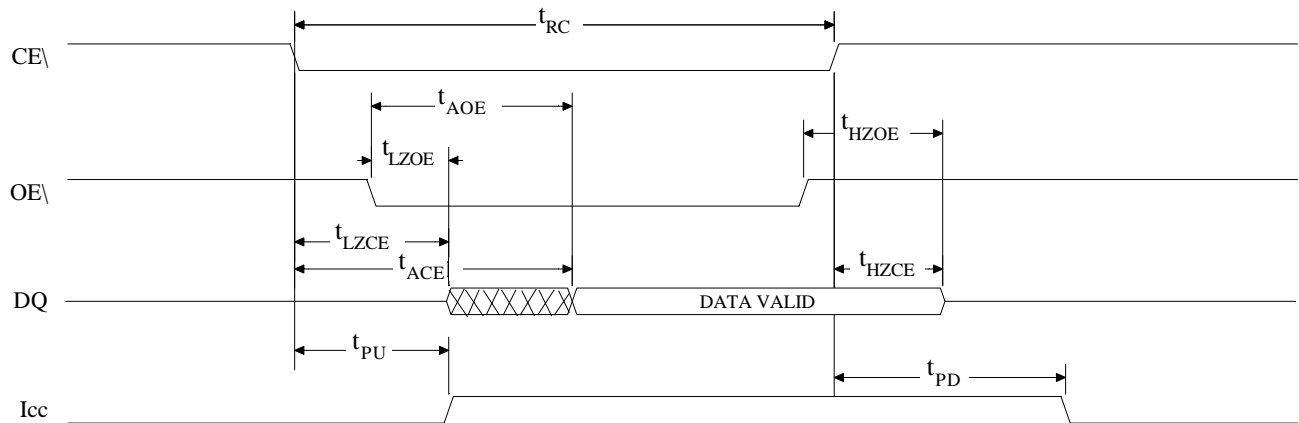 tRC
CE\
tAOE
tHZOE
tLZOE
OE\
tLZCE
tACE
tHZCE
DQ
DATA VALID
tPU
tPD
Icc